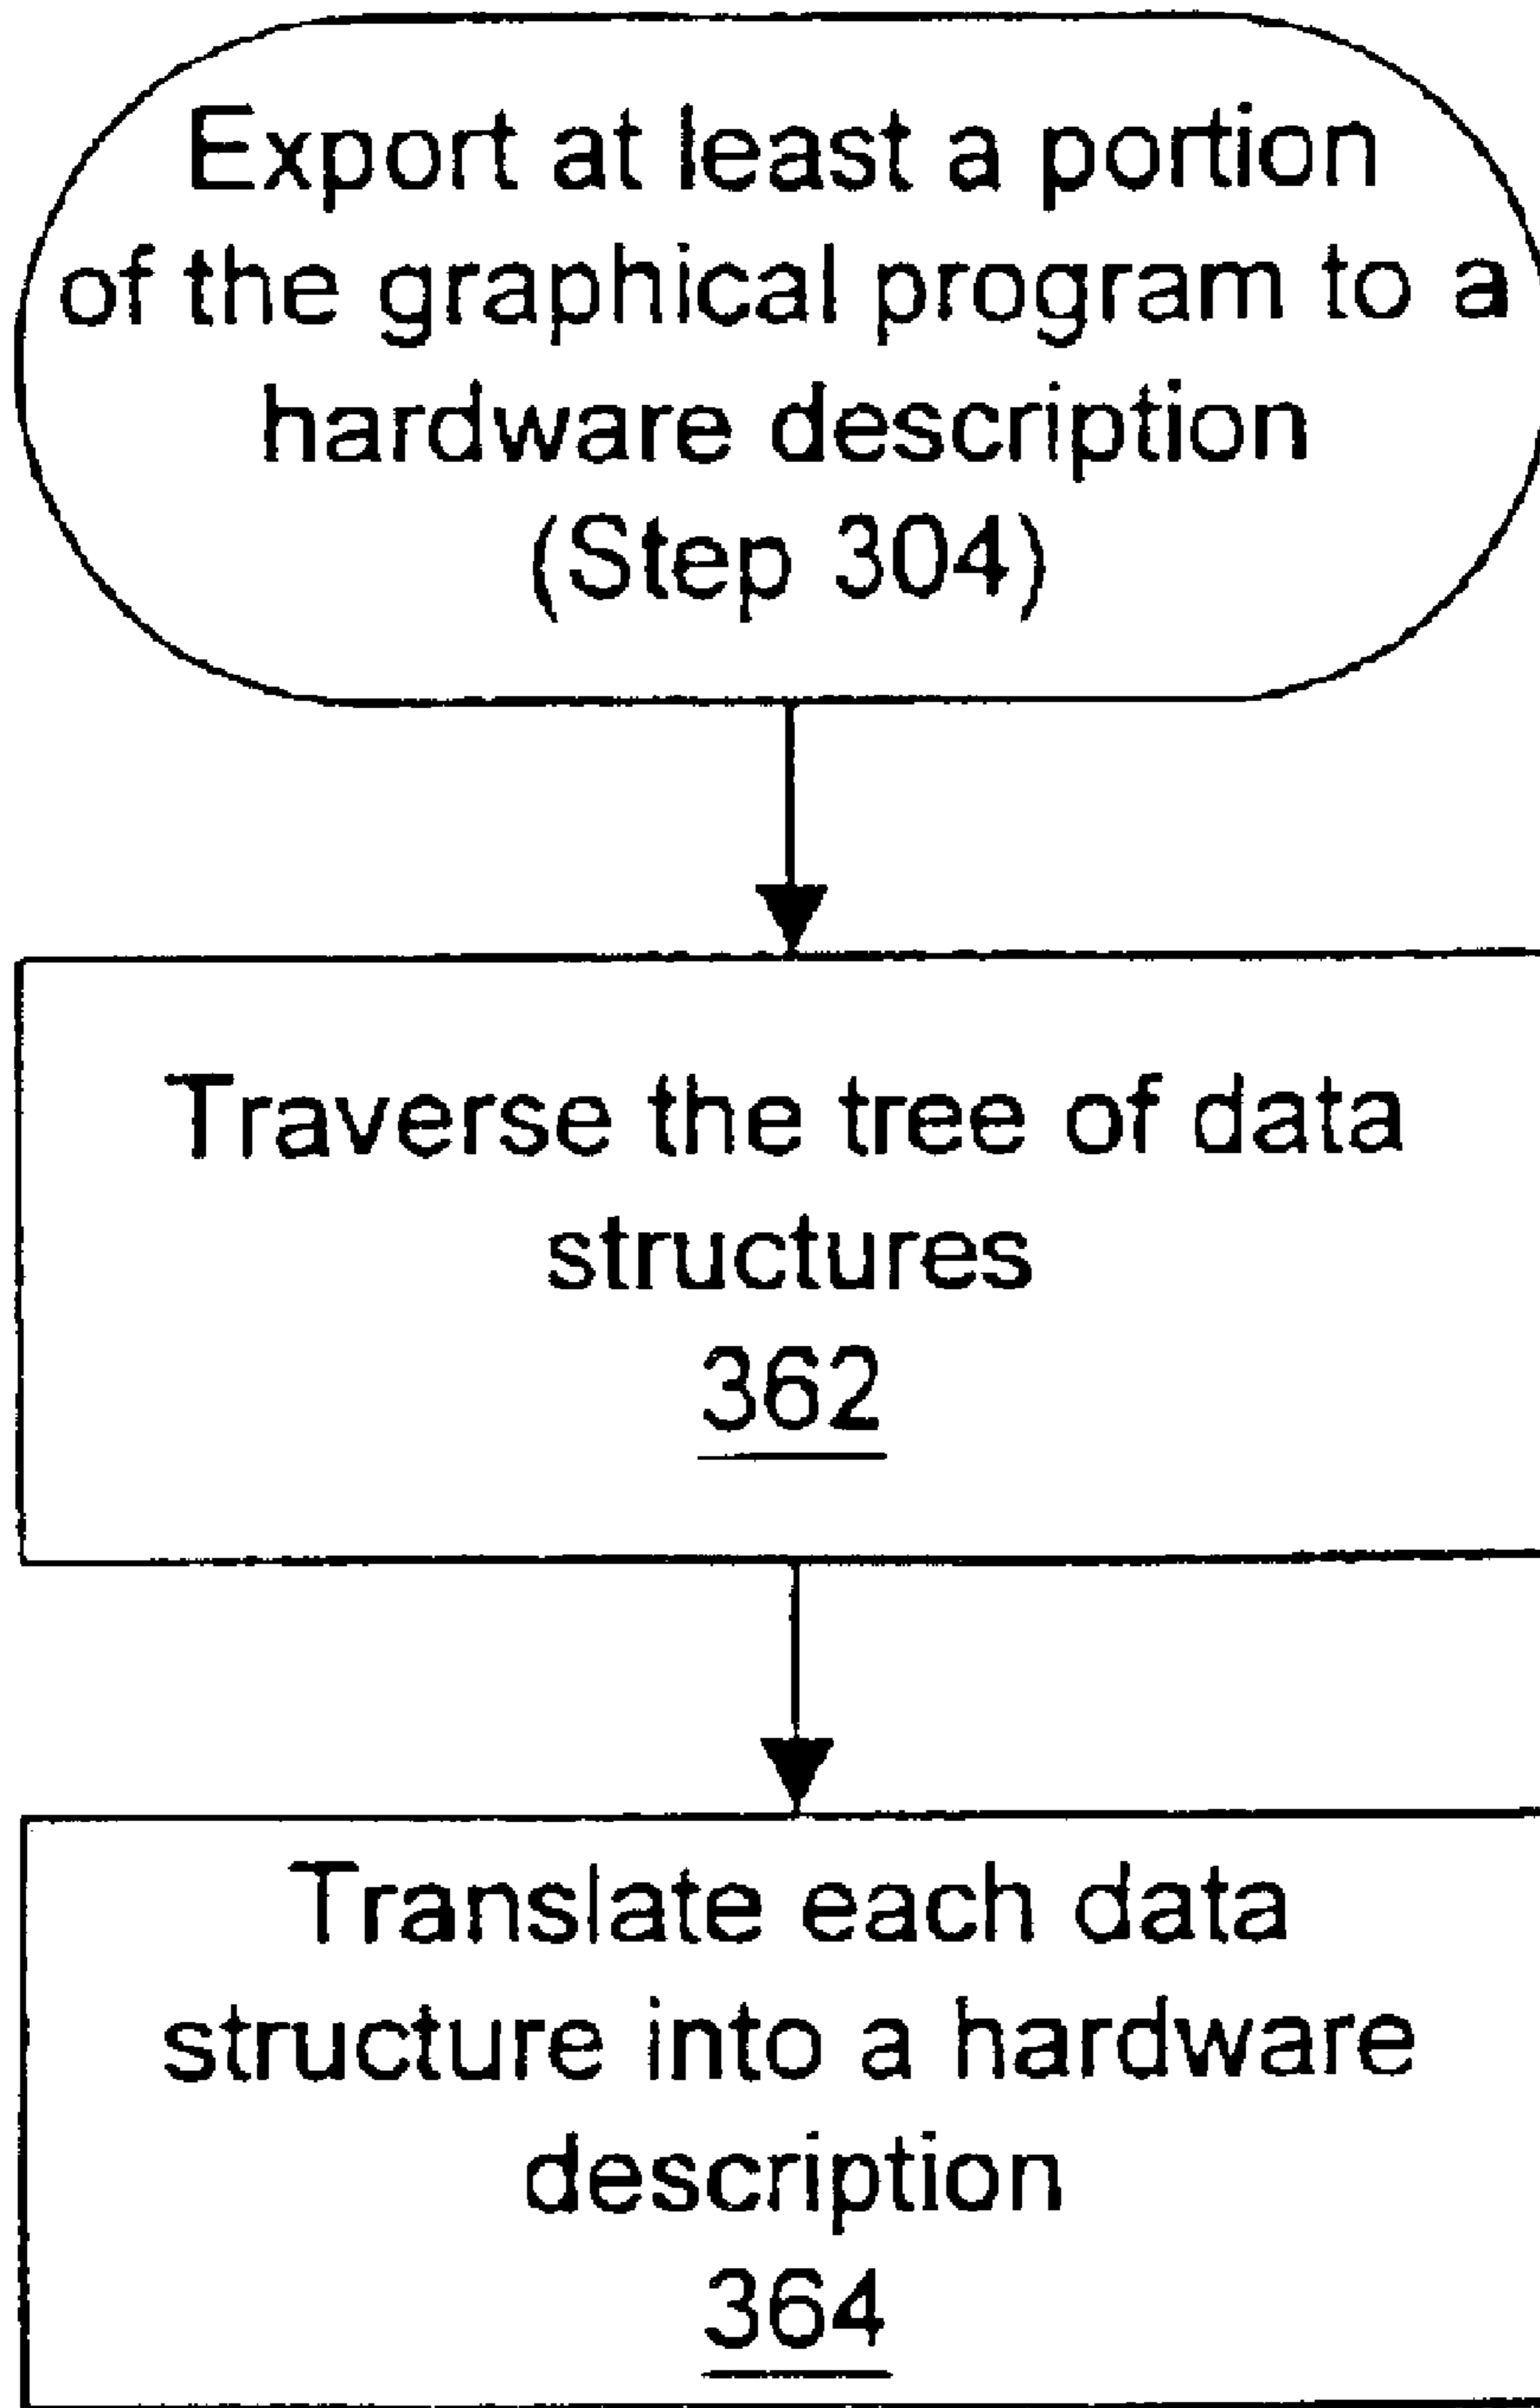 Export at least a portion
of the graphical program to a
hardware description
(Step 304)
Traverse the tree of data
structures
362
Translate each data
structure into a hardware
description
364